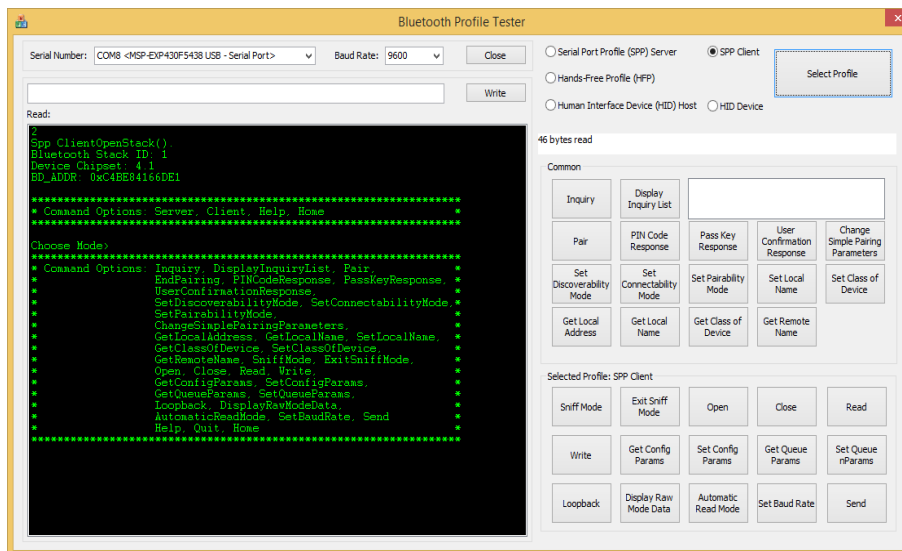 Bluetooth Profile Tester
Serial Number: COM8 <MSP-EXP430F5438 USB - Serial Port> Baud Rate: 9600 Close
Write
Read:
2
Spp ClientOpenStack().
Bluetooth Stack ID: 1
Device Chipset: 4.1
BD_ADDR: 0xC4BE84166DE1
******************************************************************
* Command Options: Server, Client, Help, Home *
******************************************************************
Choose Mode>
******************************************************************
* Command Options: Inquiry, DisplayInquiryList, Pair, *
* EndPairing, PINCodeResponse, PassKeyResponse, *
* UserConfirmationResponse, *
* SetDiscoverabilityMode, SetConnectabilityMode,*
* SetPairabilityMode, *
* ChangeSimplePairingParameters, *
* GetLocalAddress, GetLocalName, SetLocalName, *
* GetClassOfDevice, SetClassOfDevice, *
* GetRemoteName, SniffMode, ExitSniffMode, *
* Open, Close, Read, Write, *
* GetConfigParams, SetConfigParams, *
* GetQueueParams, SetQueueParams, *
* Loopback, DisplayRawModeData, *
* AutomaticReadMode, SetBaudRate, Send *
* Help, Quit, Home *
******************************************************************
Serial Port Profile (SPP) Server SPP Client
Hands-Free Profile (HFP)
Human Interface Device (HID) Host HID Device
Select Profile
46 bytes read
Common
Inquiry
Display
Inquiry List
Pair
PIN Code
Response
Pass Key
Response
User
Confirmation
Response
Change
Simple Pairing
Parameters
Set
Discoverability
Mode
Set
Connectability
Mode
Set Pairability
Mode
Set Local
Name
Set Class of
Device
Get Local
Address
Get Local
Name
Get Class of
Device
Get Remote
Name
Selected Profile: SPP Client
Sniff Mode
Exit Sniff
Mode
Open
Close
Read
Write
Get Config
Params
Set Config
Params
Get Queue
Params
Set Queue
nParams
Loopback
Display Raw
Mode Data
Automatic
Read Mode
Set Baud Rate
Send